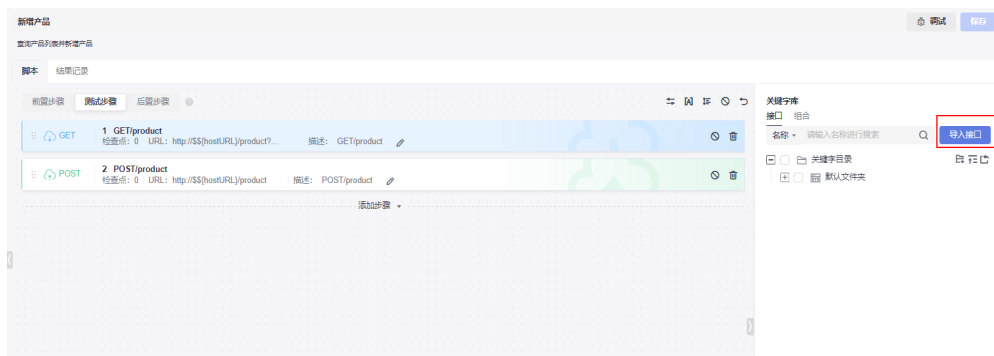 新增产品
调试 保存
查询产品列表并新增产品
脚本 结果记录
前置步骤 测试步骤 后置步骤
GET
1 GET/product
检查点: 0 URL: http://$${hostURL}/product?... 描述: GET/product
POST
2 POST/product
检查点: 0 URL: http://$${hostURL}/product 描述: POST/product
添加步骤
关键字库
接口 组合
名称 请输入名称进行搜索 导入接口
关键字目录
默认文件夹